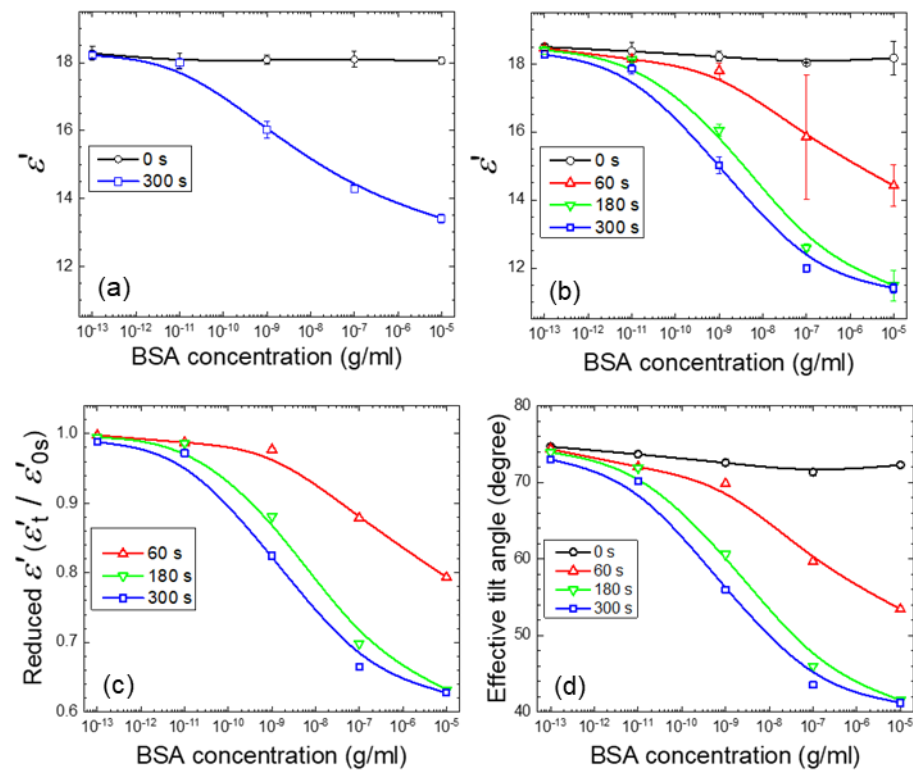 18
16
14
12
ε'
0 s
300 s
(a)
10⁻¹³ 10⁻¹² 10⁻¹¹ 10⁻¹⁰ 10⁻⁹ 10⁻⁸ 10⁻⁷ 10⁻⁶ 10⁻⁵
BSA concentration (g/ml)
18
16
14
12
ε'
0 s
60 s
180 s
300 s
(b)
10⁻¹³ 10⁻¹² 10⁻¹¹ 10⁻¹⁰ 10⁻⁹ 10⁻⁸ 10⁻⁷ 10⁻⁶ 10⁻⁵
BSA concentration (g/ml)
1.0
0.9
0.8
0.7
0.6
Reduced ε' (ε't / ε'0s)
60 s
180 s
300 s
(c)
10⁻¹³ 10⁻¹² 10⁻¹¹ 10⁻¹⁰ 10⁻⁹ 10⁻⁸ 10⁻⁷ 10⁻⁶ 10⁻⁵
BSA concentration (g/ml)
80
70
60
50
40
Effective tilt angle (degree)
0 s
60 s
180 s
300 s
(d)
10⁻¹³ 10⁻¹² 10⁻¹¹ 10⁻¹⁰ 10⁻⁹ 10⁻⁸ 10⁻⁷ 10⁻⁶ 10⁻⁵
BSA concentration (g/ml)